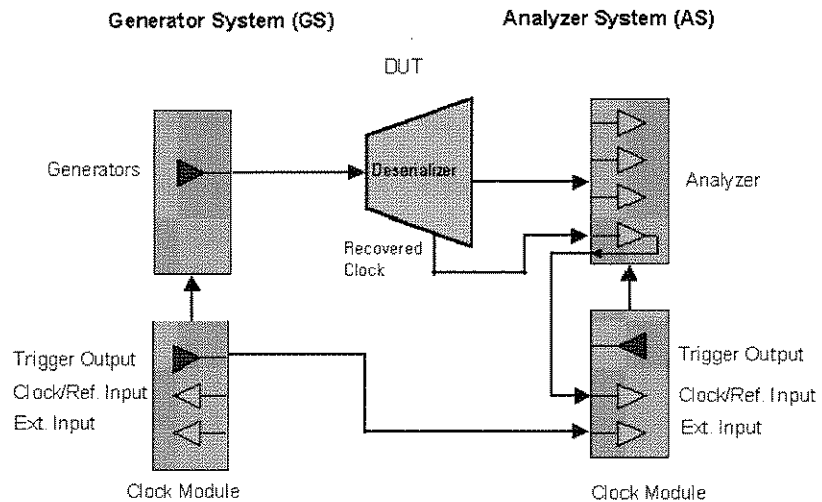 Generator System (GS)
Analyzer System (AS)
DUT
Generators
Desenalizer
Analyzer
Recovered
Clock
Trigger Output
Clock/Ref. Input
Ext. Input
Clock Module
Trigger Output
Clock/Ref. Input
Ext. Input
Clock Module